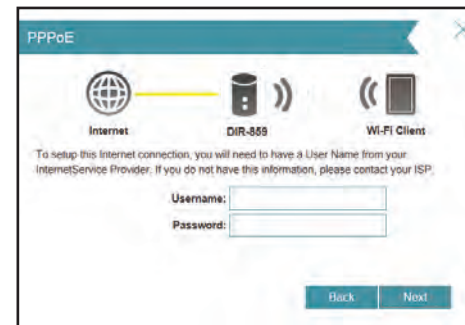 PPPoE
Internet
DIR-859
Wi-Fi Client
To setup this Internet connection, you will need to have a User Name from your
InternetService Provider. If you do not have this information, please contact your ISP.
Username:
Password:
Back
Next